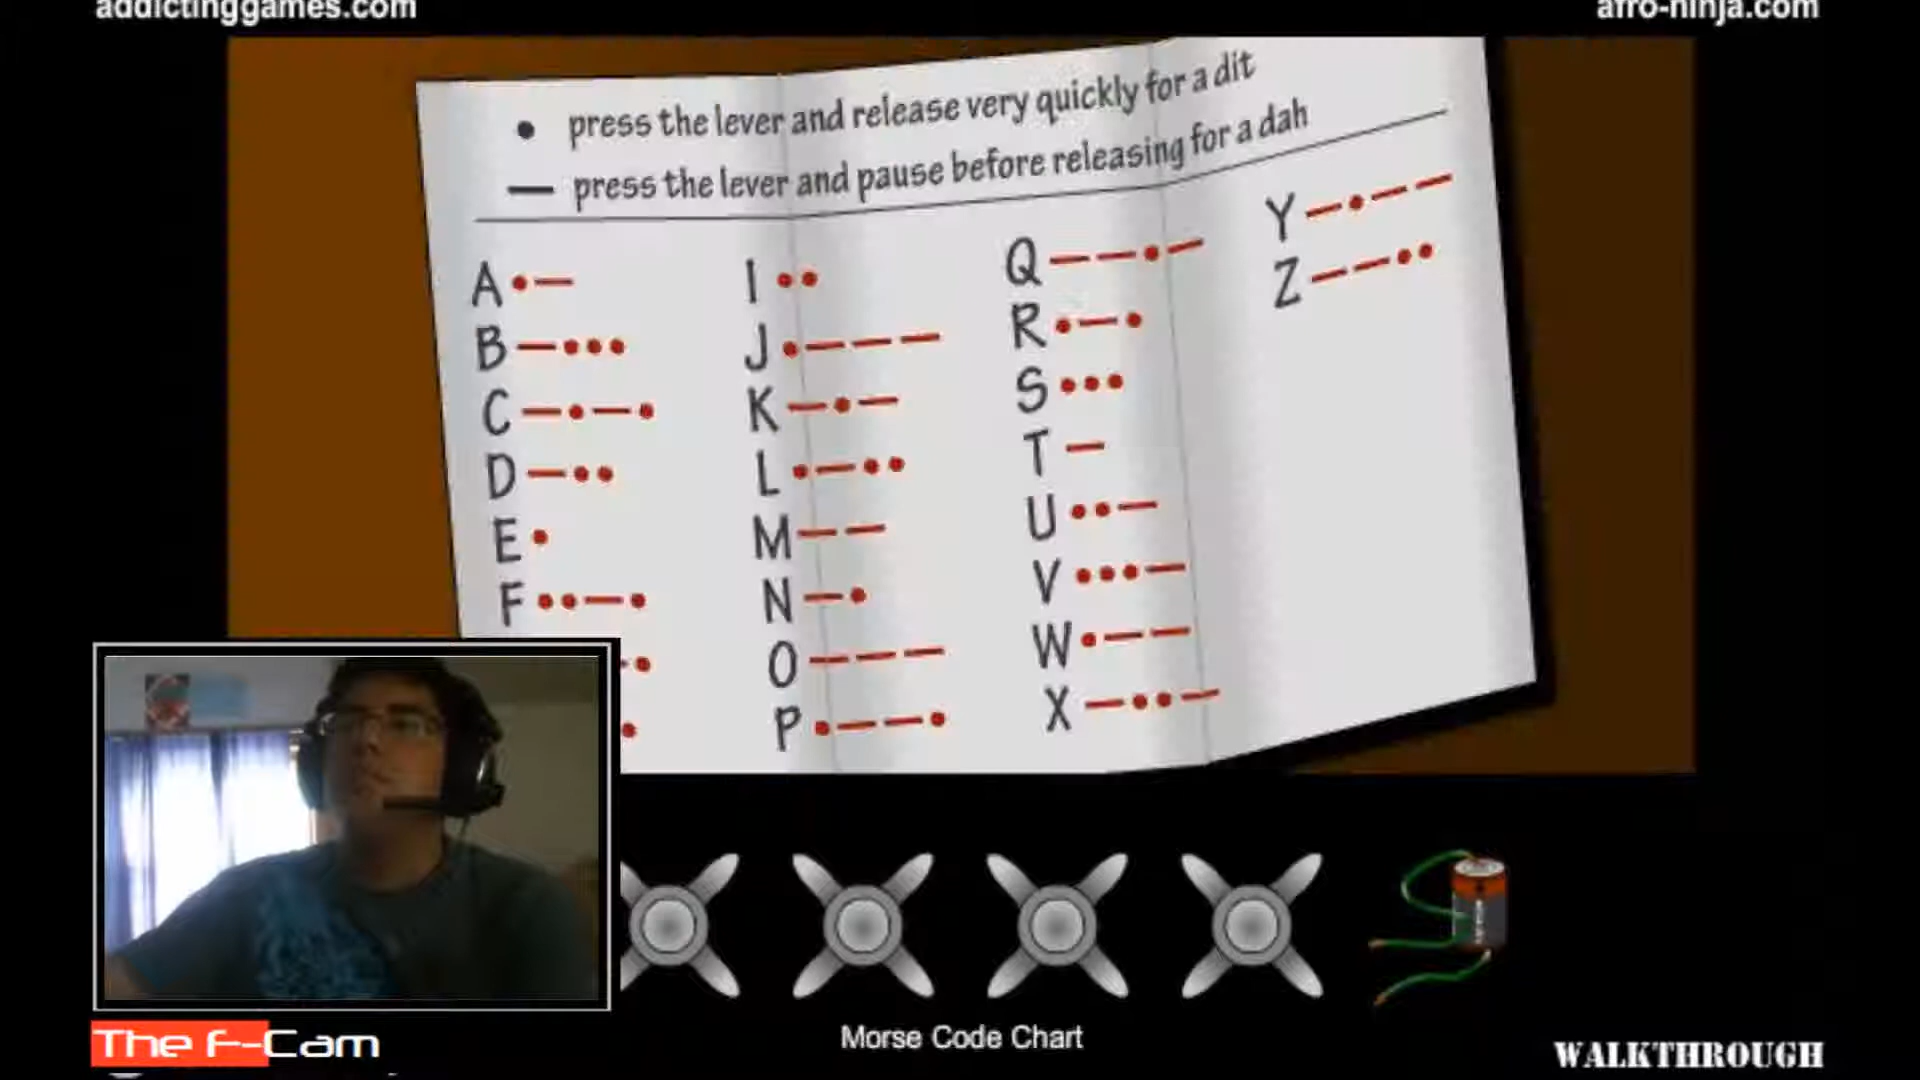 addictinggames.com
afro-ninja.com
• press the lever and release very quickly for a dit
— press the lever and pause before releasing for a dah
A •—
B —•••
C —•—•
D —••
E •
F ••—•
I ••
J •———
K —•—
L •—••
M ——
N —•
O ———
P •——•
Q ——•—
R •—•
S •••
T —
U ••—
V •••—
W •——
X —••—
Y —•——
Z ——••
The F-Cam
Morse Code Chart
WALKTHROUGH